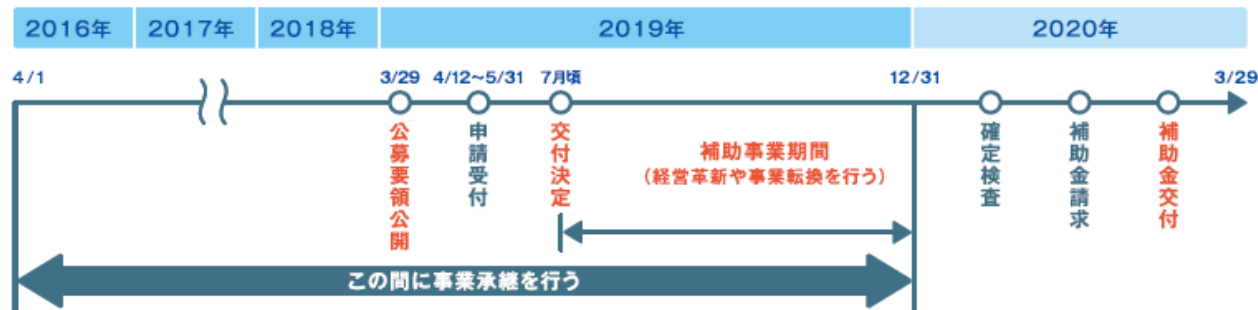 2016年
2017年
2018年
2019年
2020年
4/1
3/29
4/12～5/31
7月頃
12/31
3/29
公募要領公開
申請受付
交付決定
補助事業期間
（経営革新や事業転換を行う）
確定検査
補助金請求
補助金交付
この間に事業承継を行う